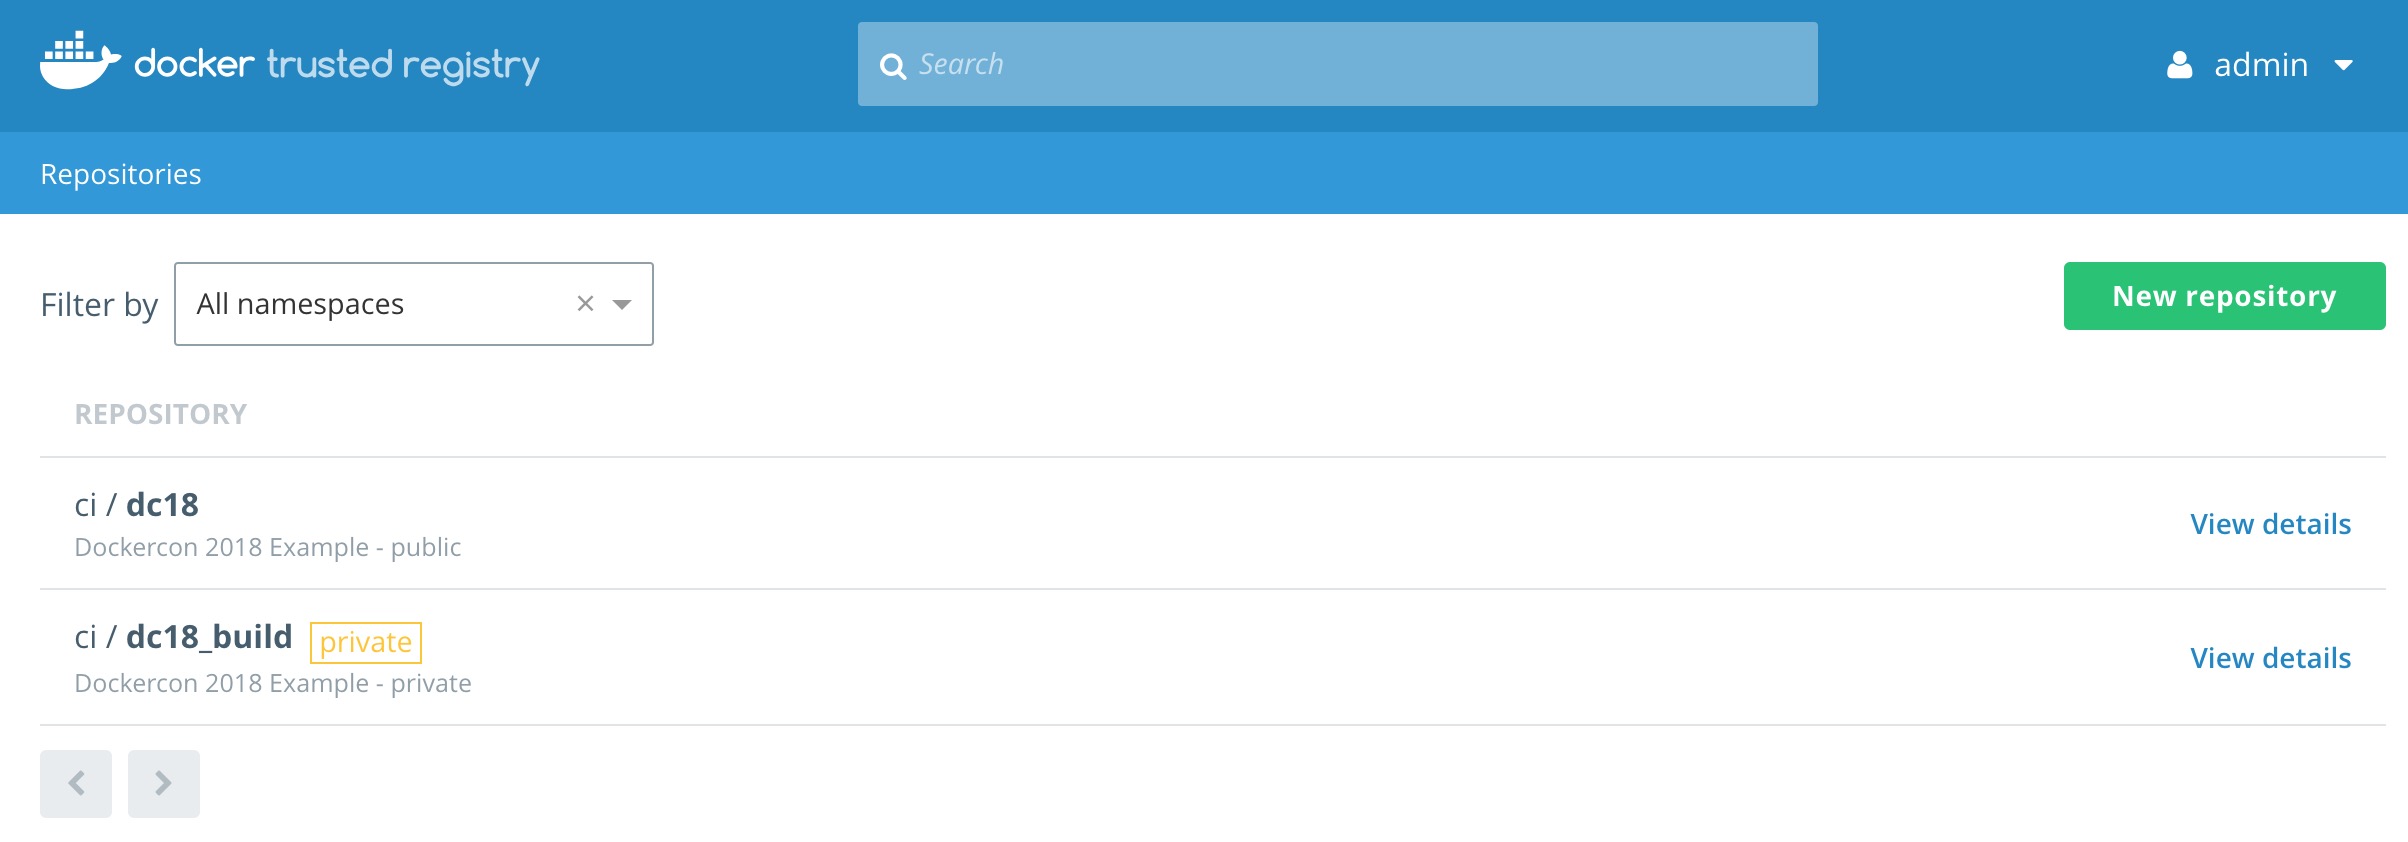 docker trusted registry
Search
admin
Repositories
Filter by
All namespaces
New repository
REPOSITORY
ci / dc18
Dockercon 2018 Example - public
View details
ci / dc18_build private
Dockercon 2018 Example - private
View details